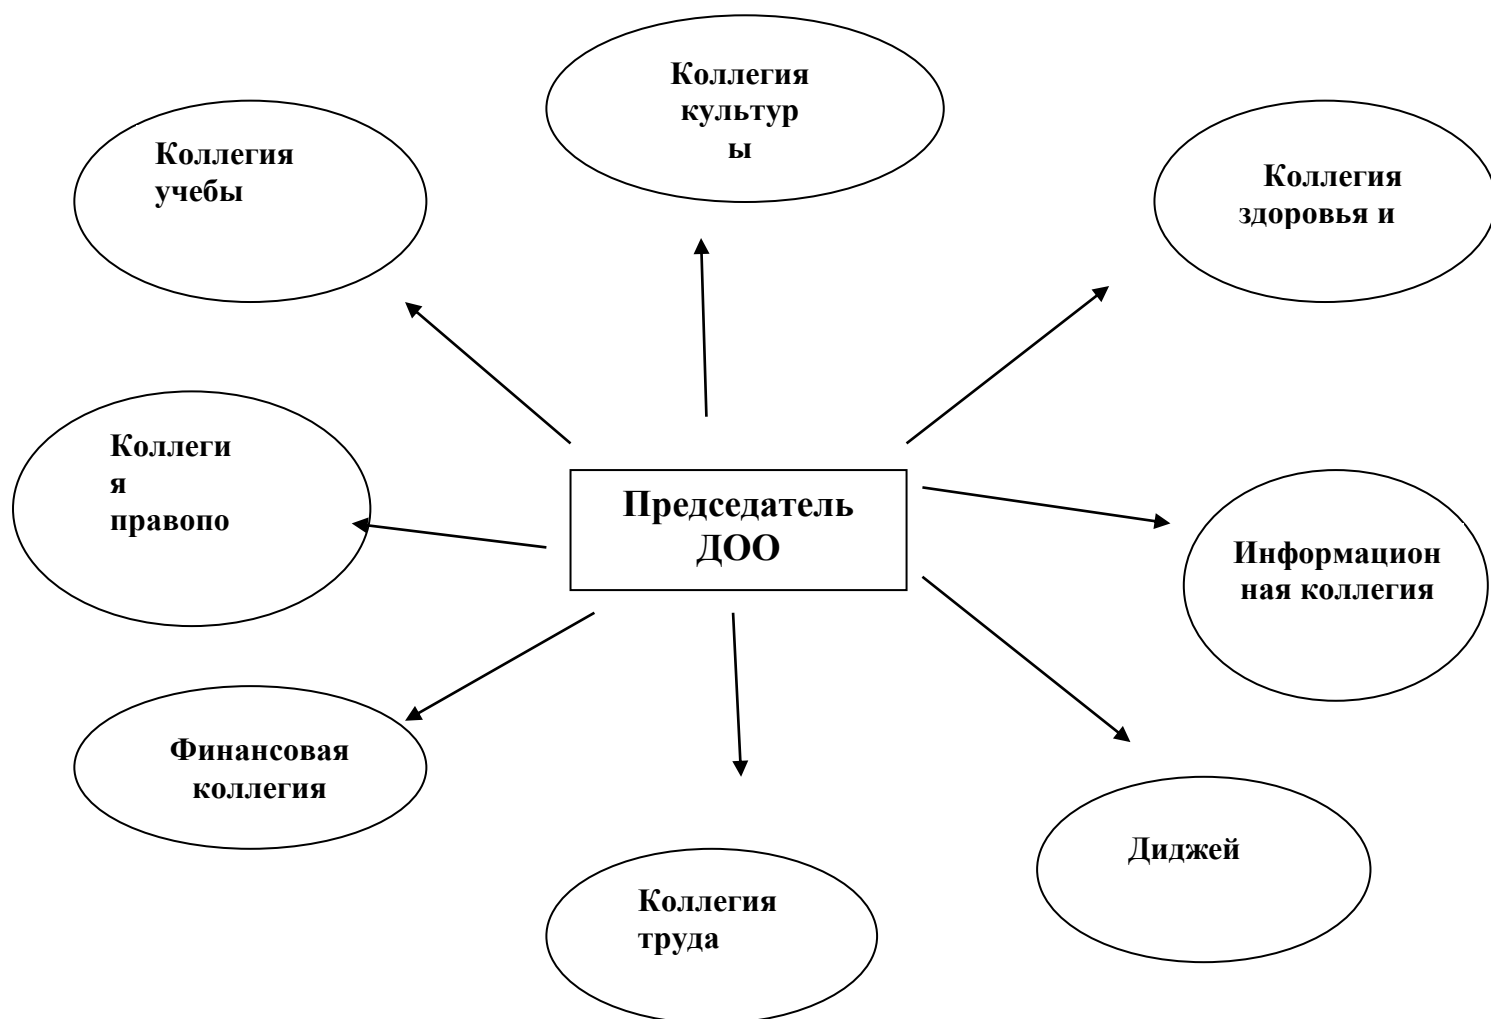 Коллегия
культур
ы
Коллегия
учебы
Коллегия
здоровья и
Коллеги
я
правопо
Председатель
ДОО
Информацион
ная коллегия
Финансовая
коллегия
Диджей
Коллегия
труда